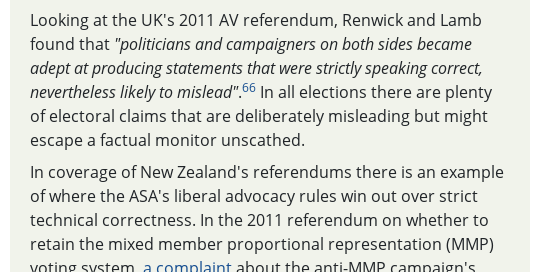 Looking at the UK's 2011 AV referendum, Renwick and Lamb
found that "politicians and campaigners on both sides became
adept at producing statements that were strictly speaking correct,
nevertheless likely to mislead".66 In all elections there are plenty
of electoral claims that are deliberately misleading but might
escape a factual monitor unscathed.
In coverage of New Zealand's referendums there is an example
of where the ASA's liberal advocacy rules win out over strict
technical correctness. In the 2011 referendum on whether to
retain the mixed member proportional representation (MMP)
voting system, a complaint about the anti-MMP campaign's